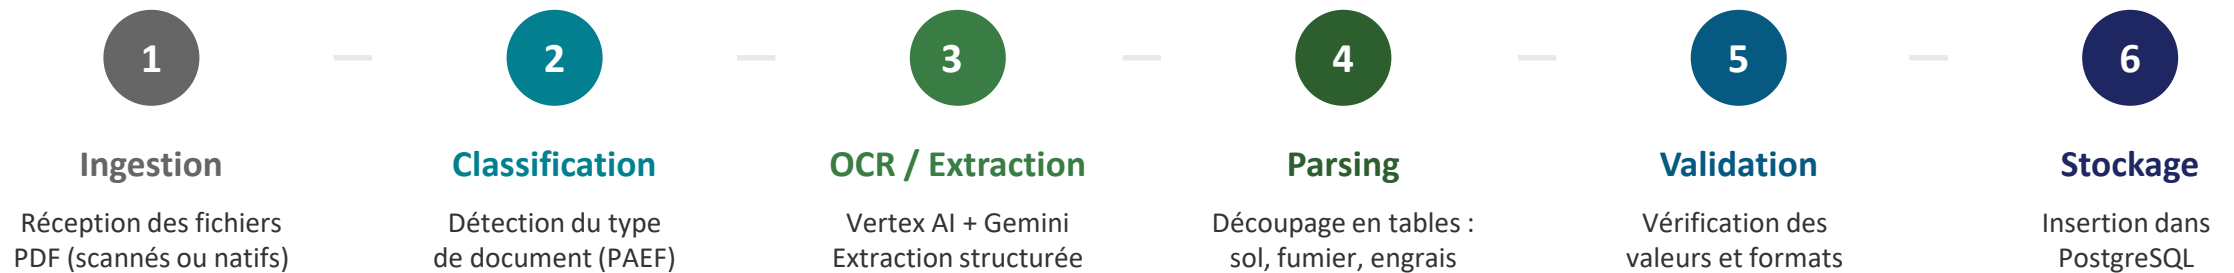 1
Ingestion
Réception des fichiers
PDF (scannés ou natifs)
2
Classification
Détection du type
de document (PAEF)
3
OCR / Extraction
Vertex AI + Gemini
Extraction structurée
4
Parsing
Découpage en tables :
sol, fumier, engrais
5
Validation
Vérification des
valeurs et formats
6
Stockage
Insertion dans
PostgreSQL